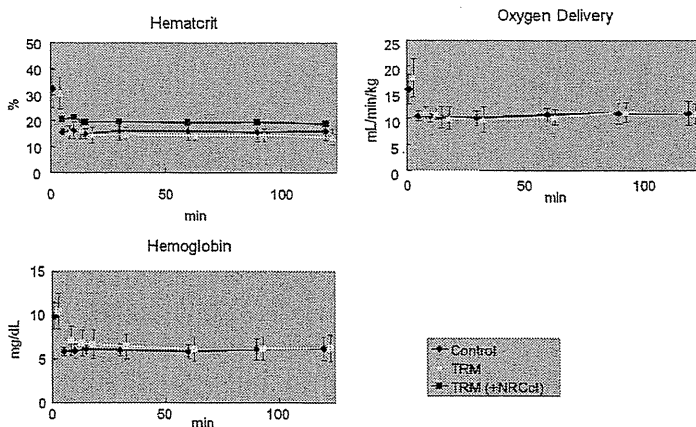 Hematcrit
50
40
30
20
10
0
%
0
50
100
min
Oxygen Delivery
25
20
15
10
5
0
mL/min/kg
0
50
100
min
Hemoglobin
15
10
5
0
mg/dL
0
50
100
min
Control
TRM
TRM (+NRCcl)